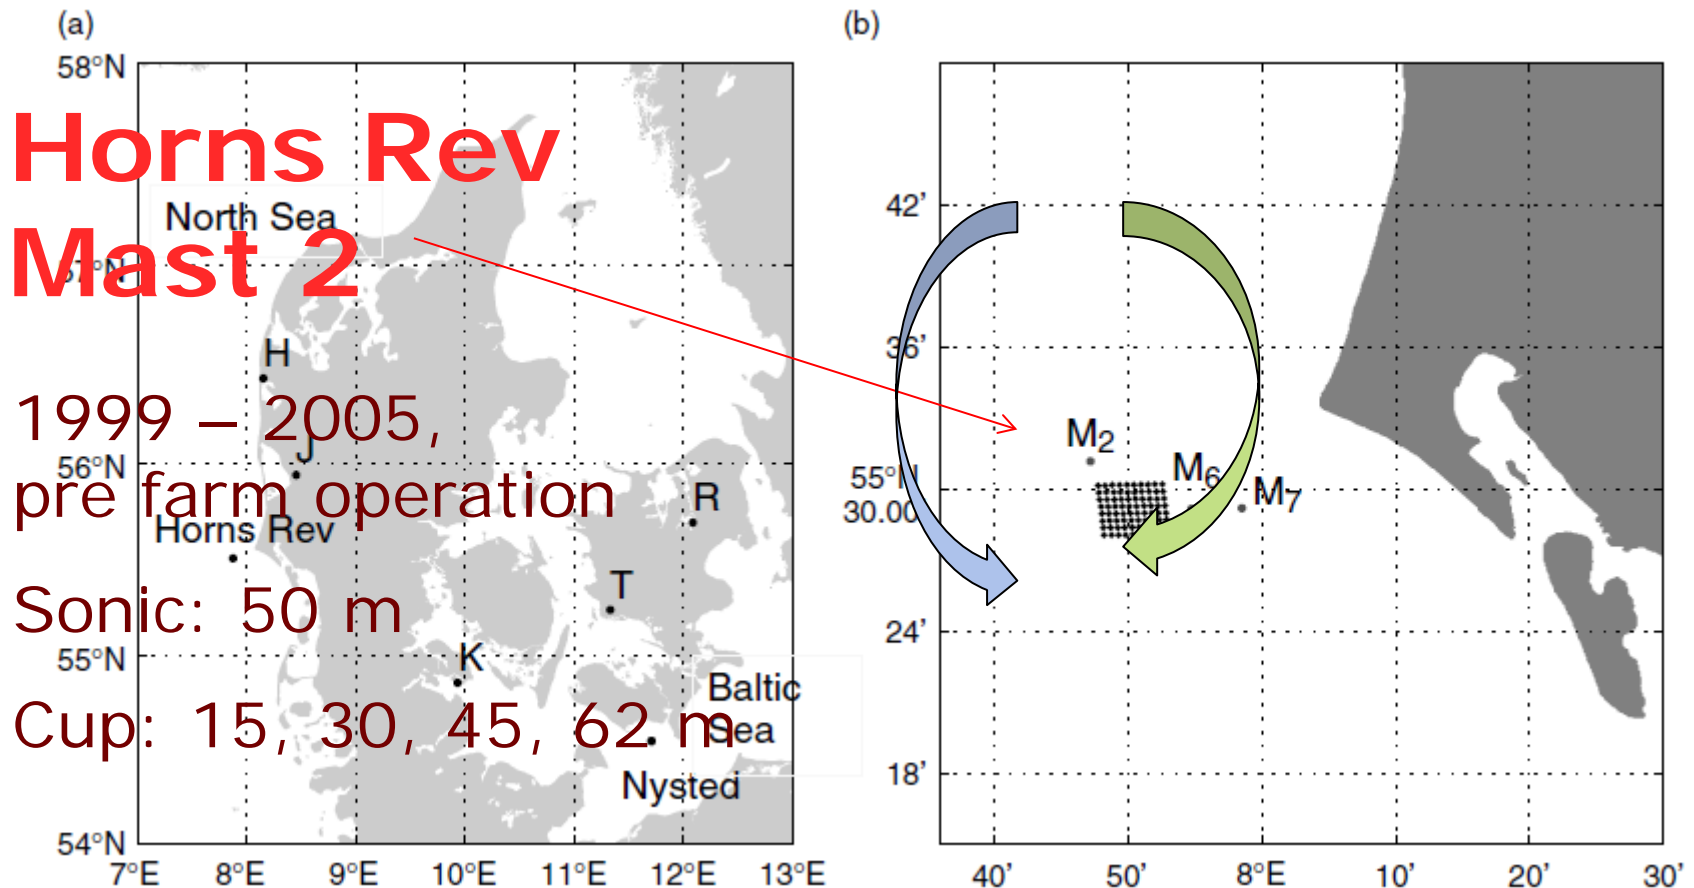 (a)
(b)
58°N
Horns Rev
North Sea
Mast 2
57°N
H
1999 – 2005,
J
56°N
pre farm operation
R
Horns Rev
T
Sonic: 50 m
55°N
K
Cup: 15, 30, 45, 62 m
Baltic
Sea
Nysted
54°N
7°E 8°E 9°E 10°E 11°E 12°E 13°E
42'
36'
M2
55°N
30.00
M6
M7
24'
18'
40' 50' 8°E 10' 20' 30'